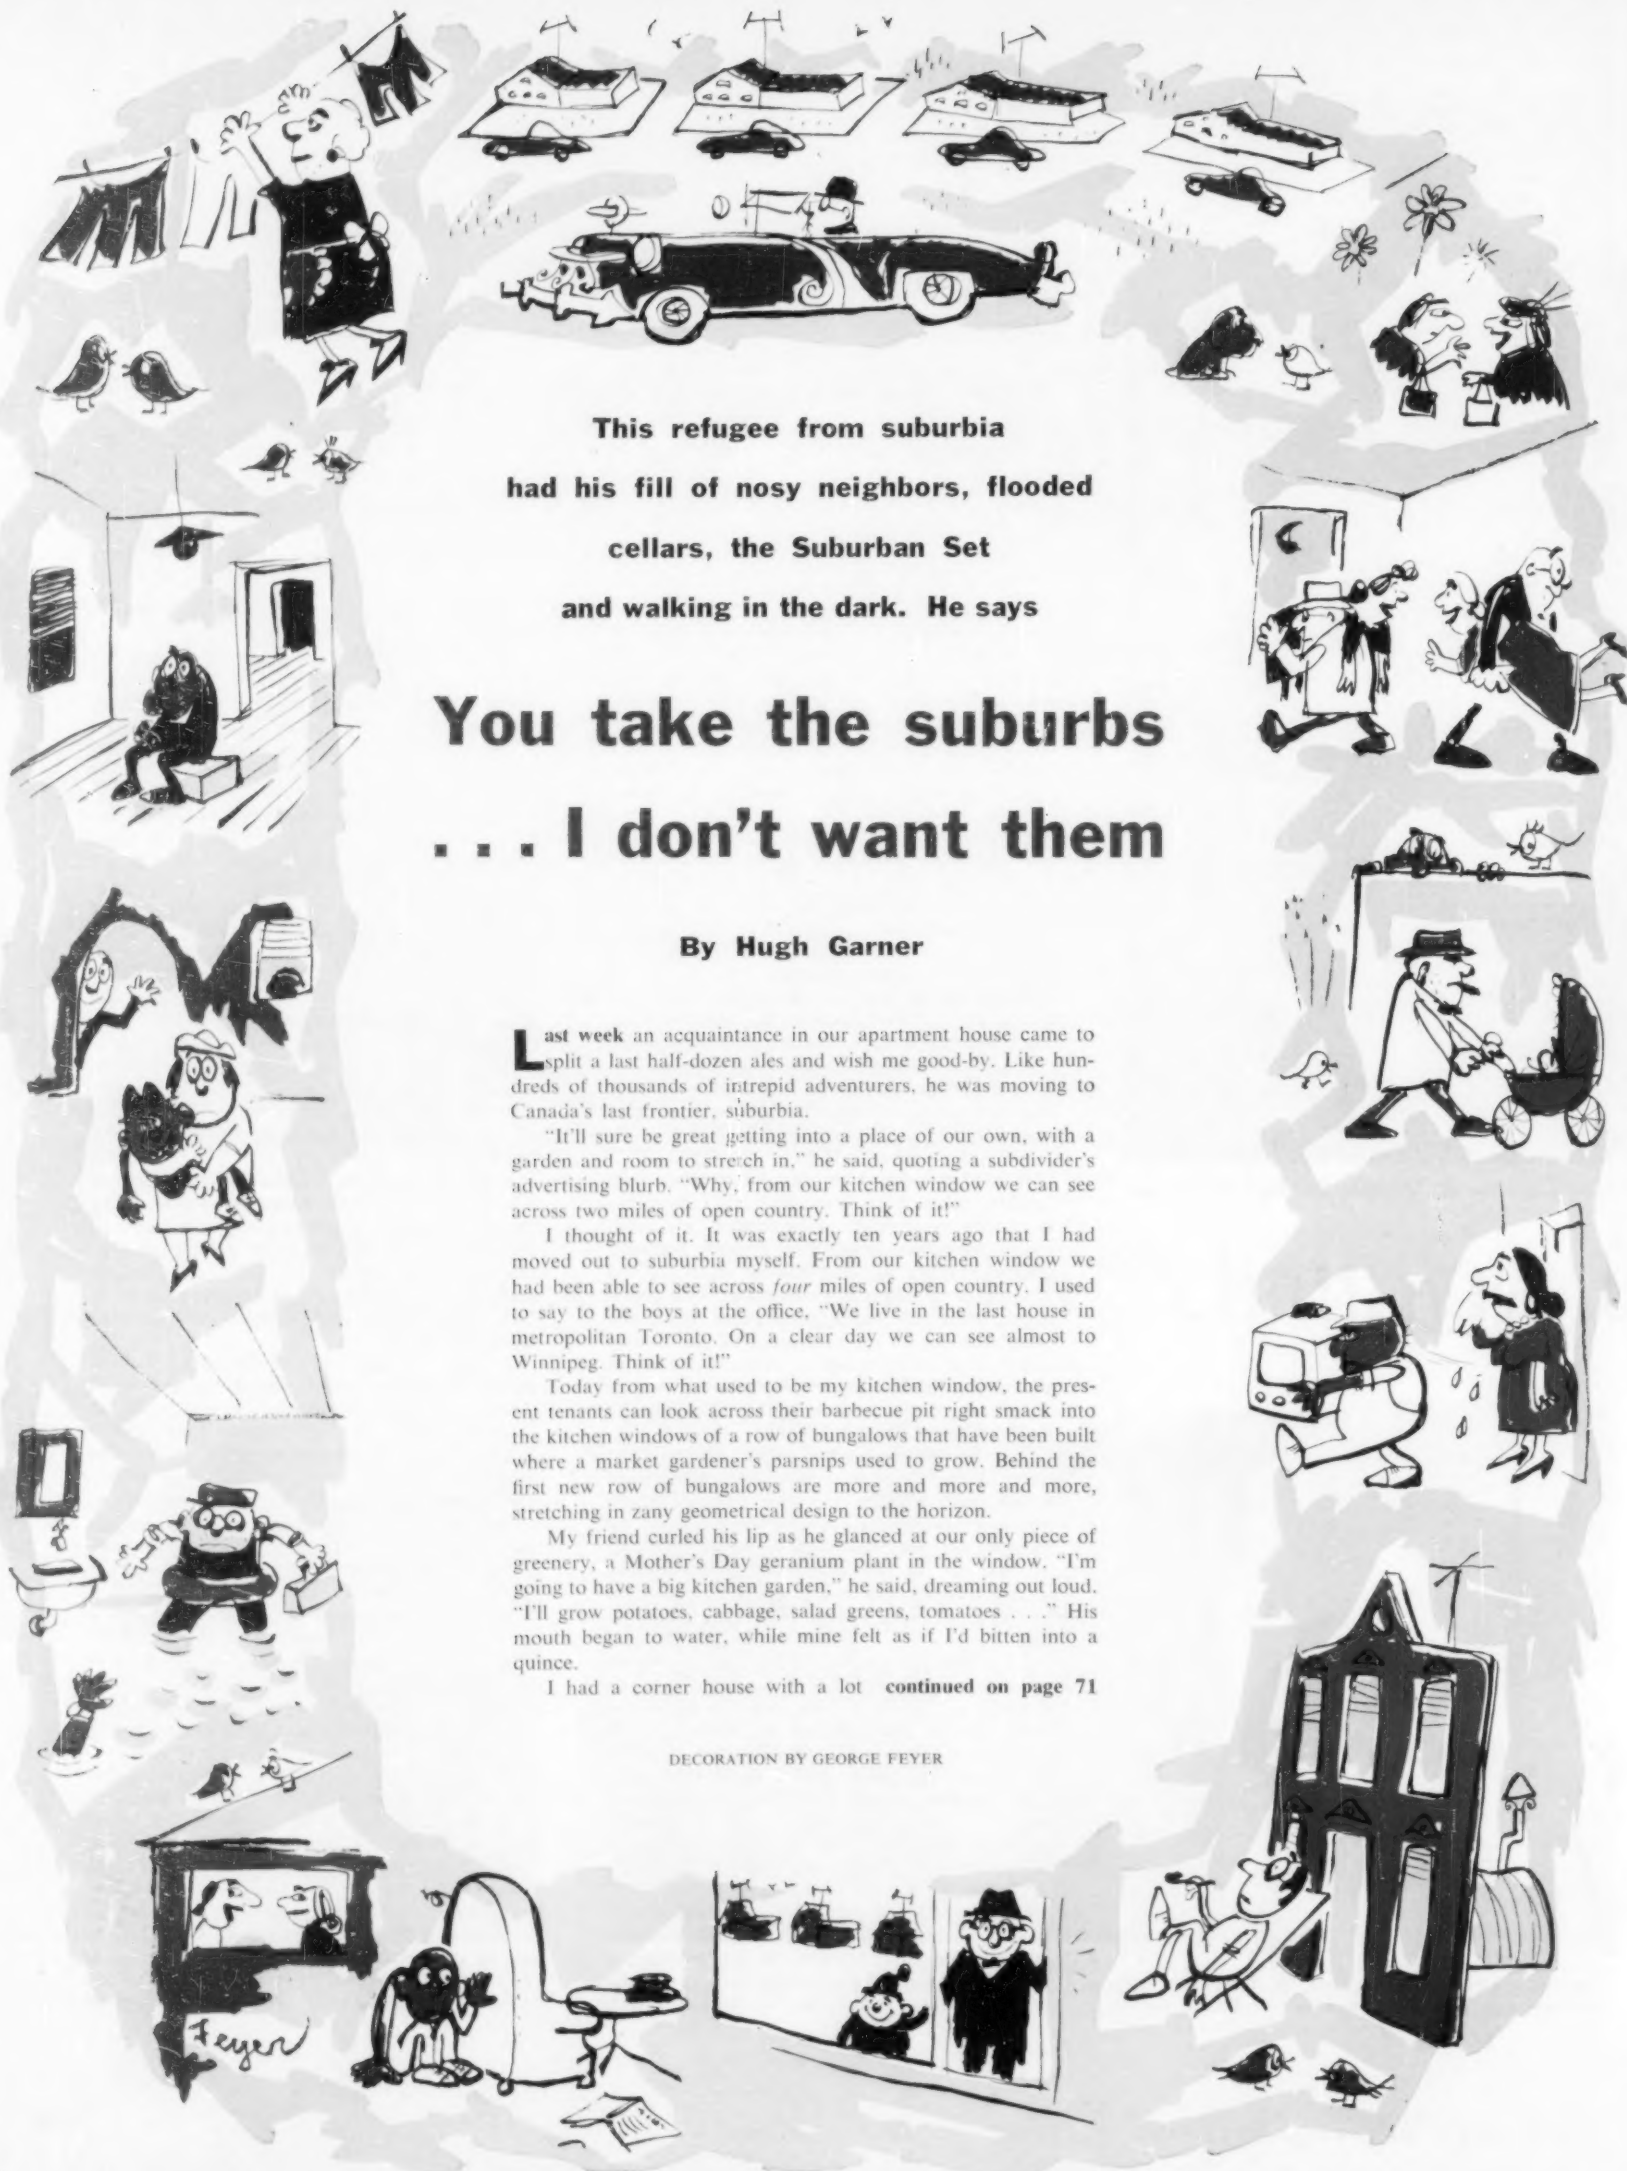 This refugee from suburbia
had his fill of nosy neighbors, flooded
cellars, the Suburban Set
and walking in the dark. He says
You take the suburbs
. . . I don't want them
By Hugh Garner
Last week an acquaintance in our apartment house came to
split a last half-dozen ales and wish me good-by. Like hun-
dreds of thousands of intrepid adventurers, he was moving to
Canada's last frontier, suburbia.
"It'll sure be great getting into a place of our own, with a
garden and room to stretch in," he said, quoting a subdivider's
advertising blurb. "Why, from our kitchen window we can see
across two miles of open country. Think of it!"
I thought of it. It was exactly ten years ago that I had
moved out to suburbia myself. From our kitchen window we
had been able to see across four miles of open country. I used
to say to the boys at the office, "We live in the last house in
metropolitan Toronto. On a clear day we can see almost to
Winnipeg. Think of it!"
Today from what used to be my kitchen window, the pres-
ent tenants can look across their barbecue pit right smack into
the kitchen windows of a row of bungalows that have been built
where a market gardener's parsnips used to grow. Behind the
first new row of bungalows are more and more and more,
stretching in zany geometrical design to the horizon.
My friend curled his lip as he glanced at our only piece of
greenery, a Mother's Day geranium plant in the window. "I'm
going to have a big kitchen garden," he said, dreaming out loud.
"I'll grow potatoes, cabbage, salad greens, tomatoes . . ." His
mouth began to water, while mine felt as if I'd bitten into a
quince.
I had a corner house with a lot continued on page 71
DECORATION BY GEORGE FEYER
Feyer